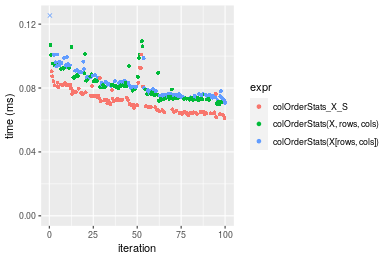 0.12
0.08
0.04
0.00
time (ms)
0
25
50
75
100
iteration
expr
colOrderStats_X_S
colOrderStats(X, rows, cols)
colOrderStats(X[rows, cols])